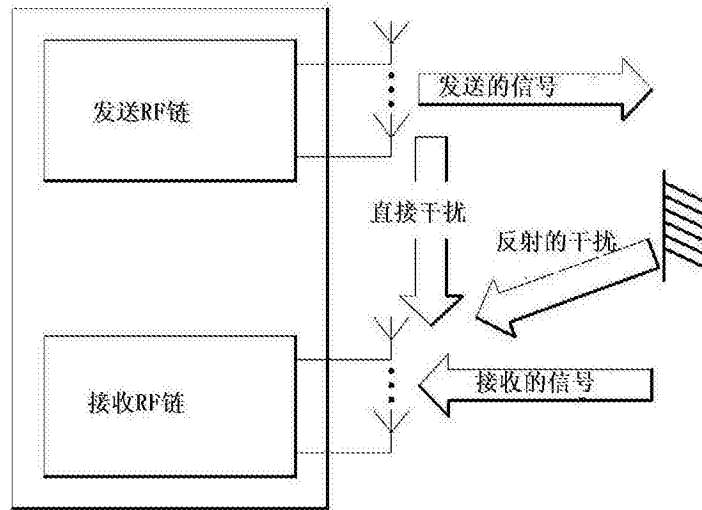 发送RF链
发送的信号
直接干扰
反射的干扰
接收RF链
接收的信号